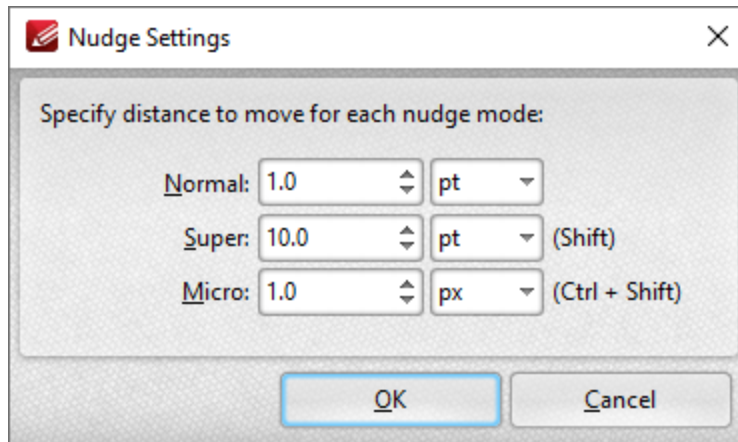 Nudge Settings
Specify distance to move for each nudge mode:
Normal: 1.0 pt
Super: 10.0 pt (Shift)
Micro: 1.0 px (Ctrl + Shift)
OK Cancel